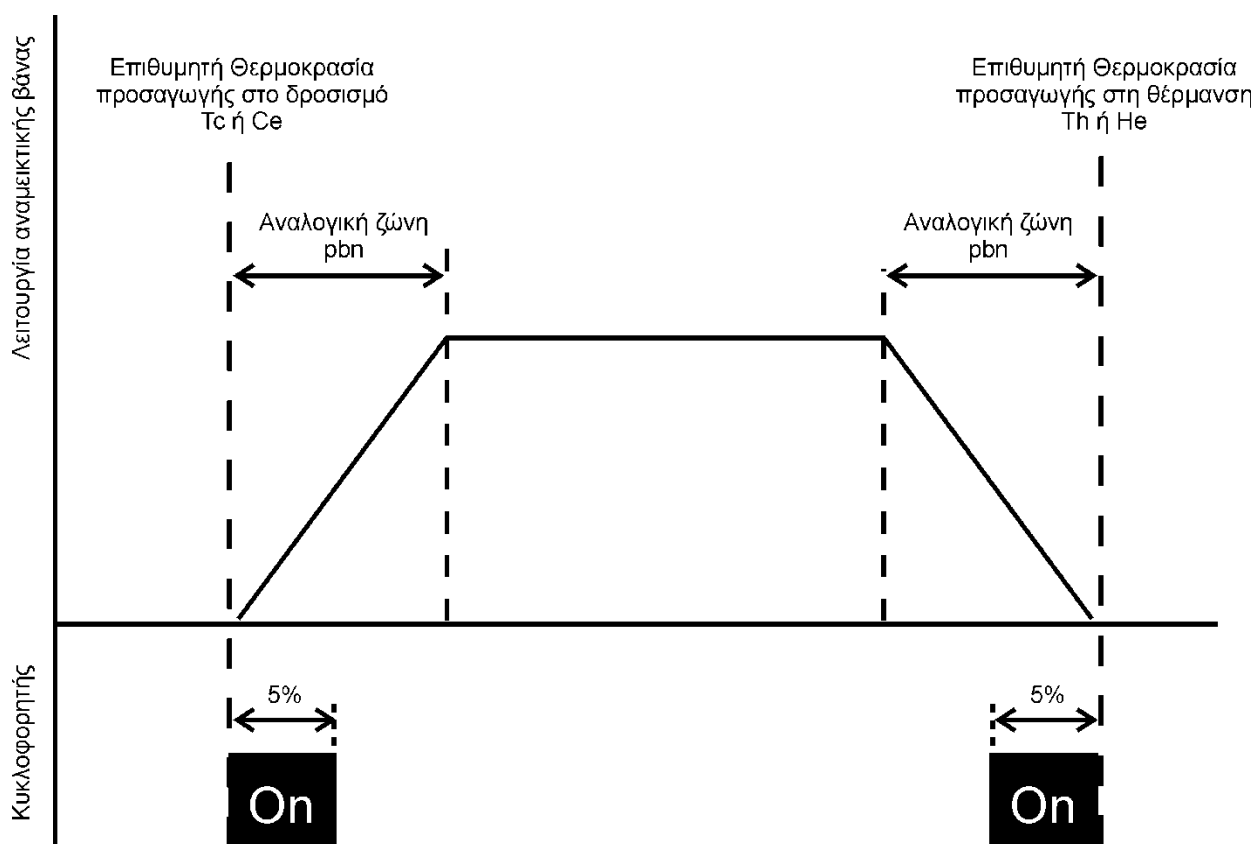 Επιθυμητή Θερμοκρασία
προσαγωγής στο δροσισμό
Tc ή Ce
Επιθυμητή Θερμοκρασία
προσαγωγής στη θέρμανση
Th ή He
Λειτουργία αναμεικτικής βάνας
Αναλογική ζώνη
pbn
Αναλογική ζώνη
pbn
Κυκλοφορητής
5%
5%
On
On